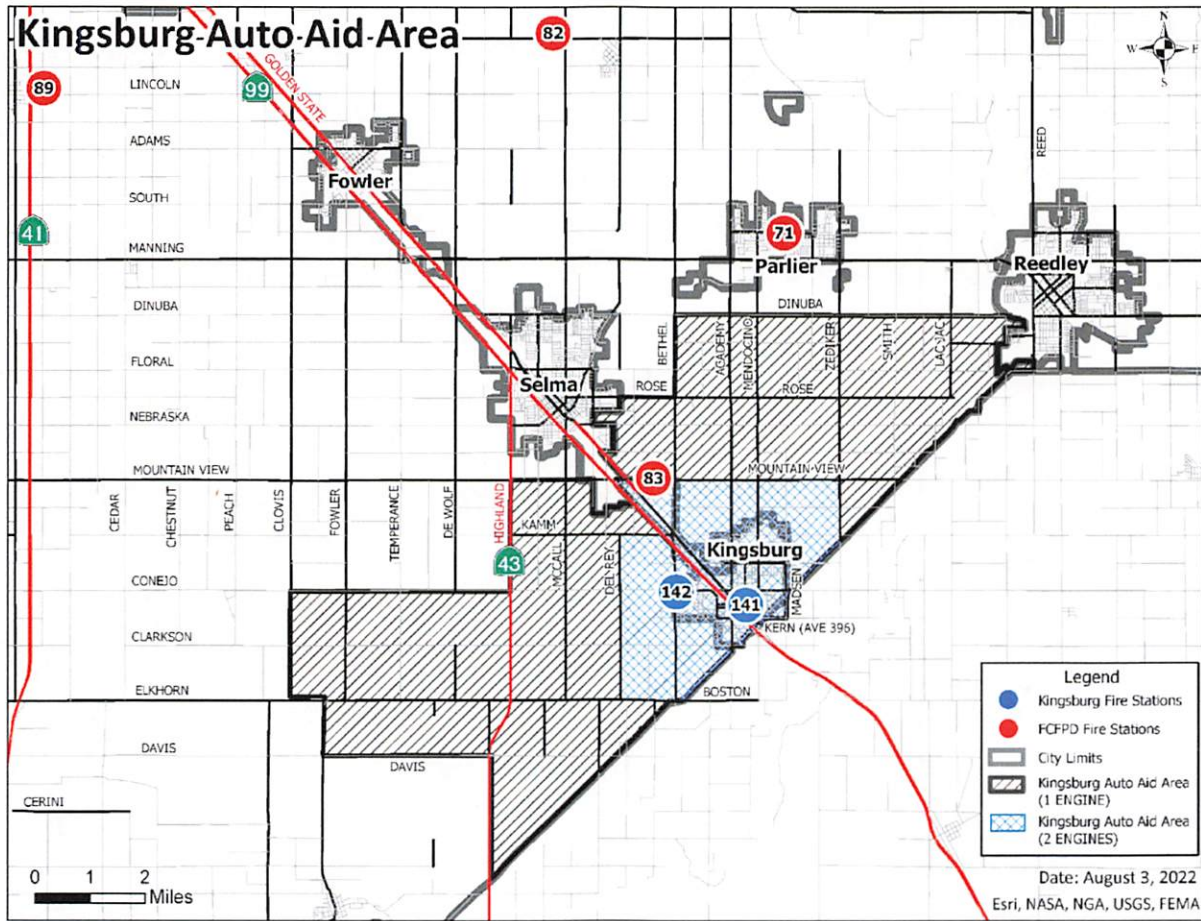 Kingsburg Auto Aid Area
N
W
E
S
82
89
99
GOLDEN STATE
LINCOLN
ADAMS
REED
SOUTH
Fowler
41
71
MANNING
Parlier
Reedley
DINUBA
DINUBA
BETHEL
ACADEMY
MENDOCINO
ZEDIKER
SMITH
LAC JAC
FLORAL
Selma
ROSE
ROSE
NEBRASKA
MOUNTAIN VIEW
MOUNTAIN VIEW
83
CEDAR
CHESTNUT
PEACH
CLOVIS
FOWLER
TEMPERANCE
DE WOLF
HIGHLAND
KAMM
MCCALL
DEL REY
Kingsburg
43
CONEJO
142
141
MADSEN
KERN (AVE 396)
CLARKSON
ELKHORN
BOSTON
DAVIS
DAVIS
CERINI
Legend
Kingsburg Fire Stations
FCFPD Fire Stations
City Limits
Kingsburg Auto Aid Area
(1 ENGINE)
Kingsburg Auto Aid Area
(2 ENGINES)
0 1 2
Miles
Date: August 3, 2022
Esri, NASA, NGA, USGS, FEMA